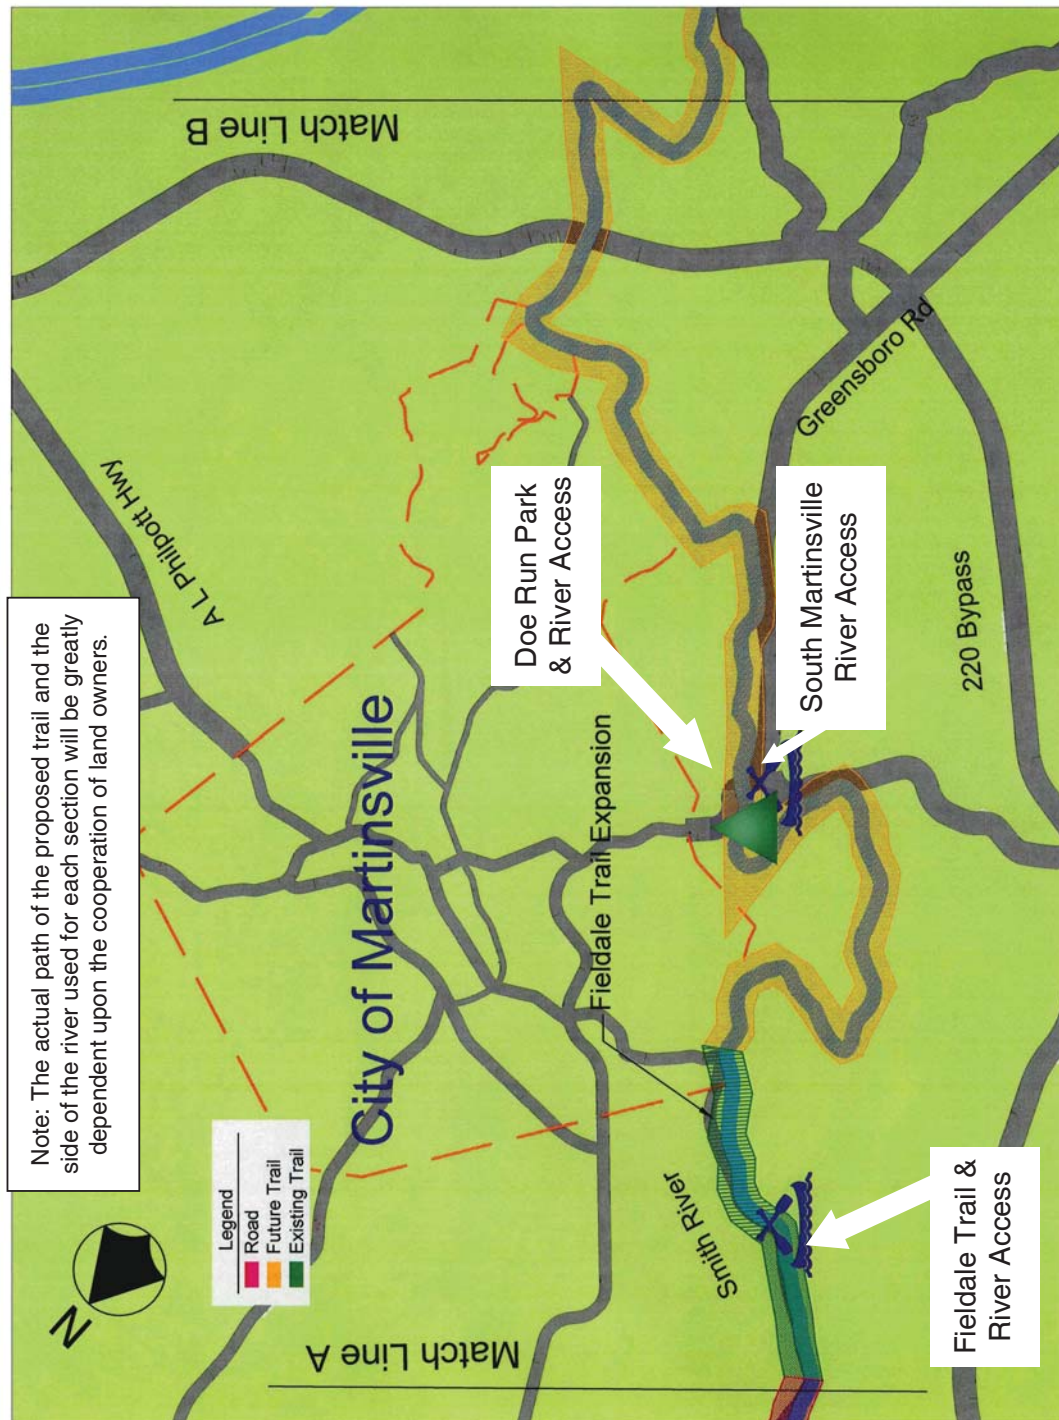 Note: The actual path of the proposed trail and the
side of the river used for each section will be greatly
dependent upon the cooperation of land owners.
N
Legend
Road
Future Trail
Existing Trail
Match Line A
Match Line B
A L Philpott Hwy
City of Martinsville
Fieldale Trail Expansion
Smith River
Doe Run Park
& River Access
South Martinsville
River Access
Greensboro Rd
220 Bypass
Fieldale Trail &
River Access